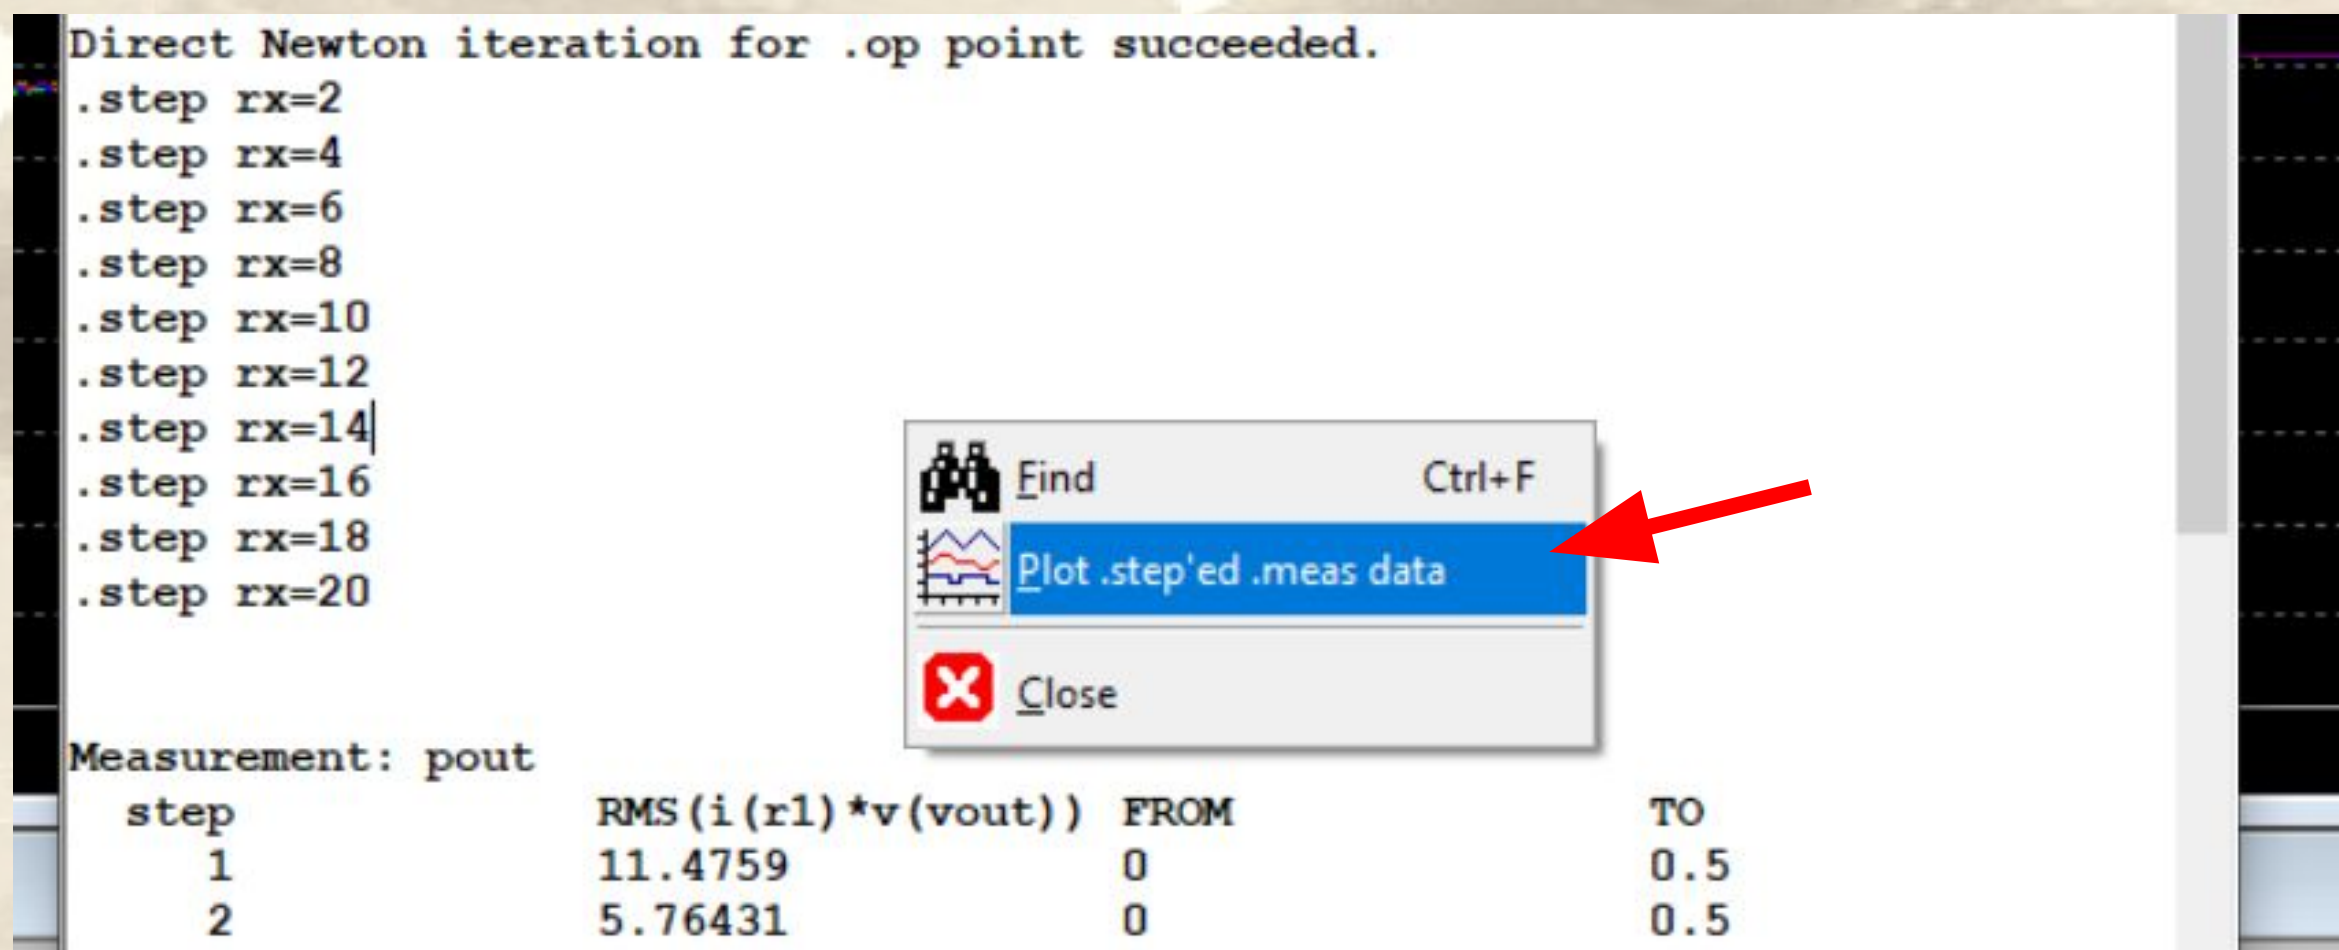 Direct Newton iteration for .op point succeeded.
.step rx=2
.step rx=4
.step rx=6
.step rx=8
.step rx=10
.step rx=12
.step rx=14
.step rx=16
.step rx=18
.step rx=20
Find Ctrl+F
Plot .step'ed .meas data
Close
Measurement: pout
step RMS(i(r1)*v(vout)) FROM TO
1 11.4759 0 0.5
2 5.76431 0 0.5